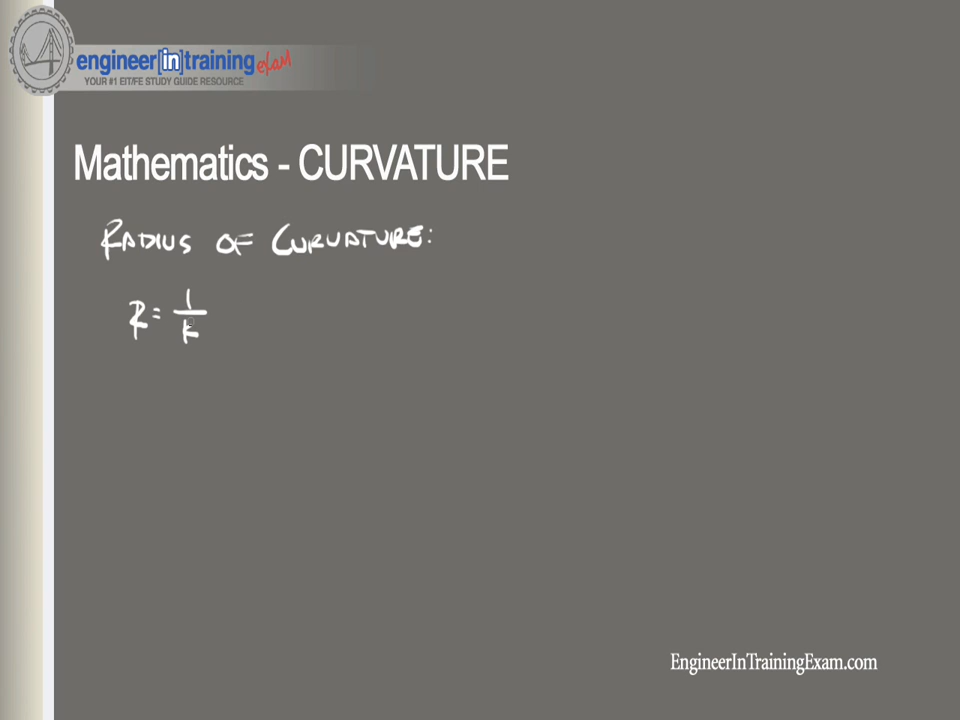 engineer[in]training exam
YOUR #1 EIT/FE STUDY GUIDE RESOURCE
Mathematics - CURVATURE
RADIUS OF CURVATURE:
R = 1/K
EngineerInTrainingExam.com